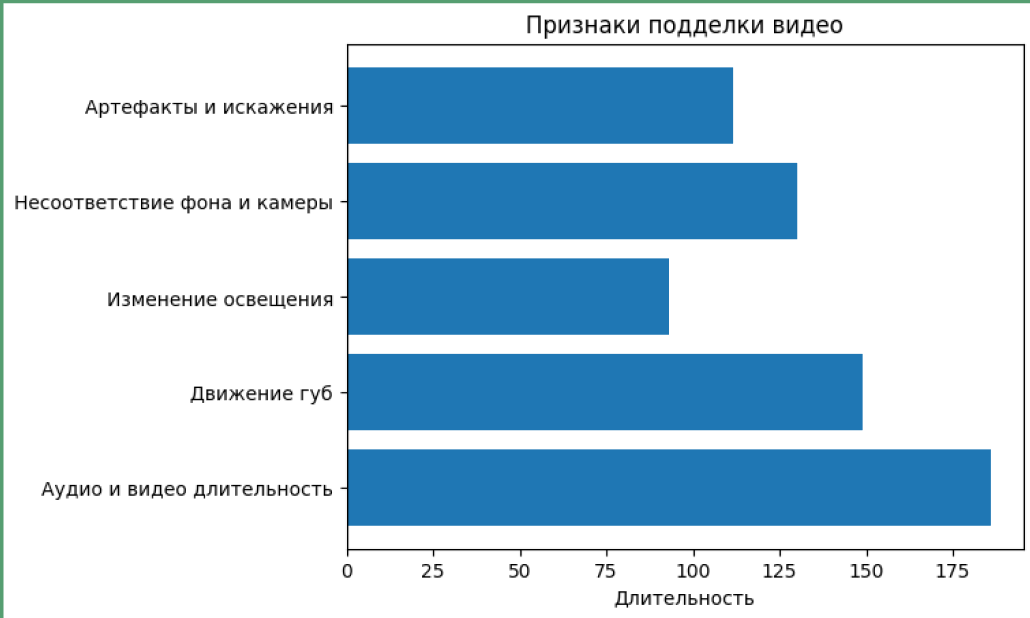 Признаки подделки видео
Артефакты и искажения
Несоответствие фона и камеры
Изменение освещения
Движение губ
Аудио и видео длительность
0 25 50 75 100 125 150 175
Длительность